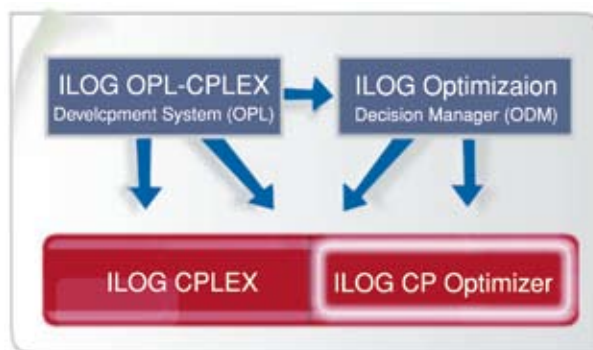 ILOG OPL-CPLEX
Develcpment System (OPL)
ILOG Optimizaion
Decision Manager (ODM)
ILOG CPLEX
ILOG CP Optimizer